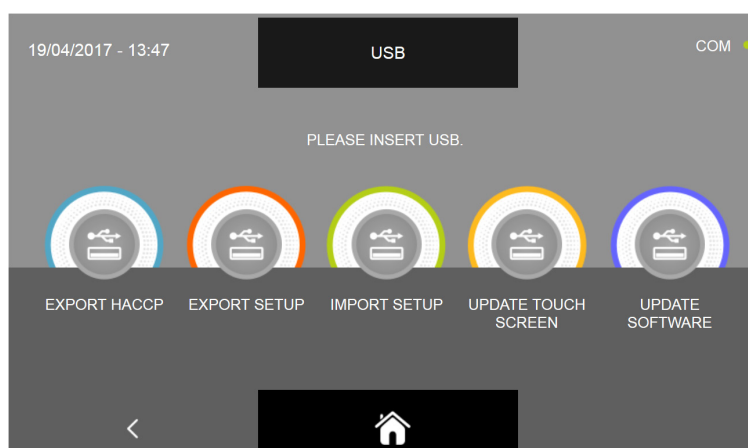 19/04/2017 - 13:47
USB
COM
PLEASE INSERT USB.
EXPORT HACCP
EXPORT SETUP
IMPORT SETUP
UPDATE TOUCH
SCREEN
UPDATE
SOFTWARE